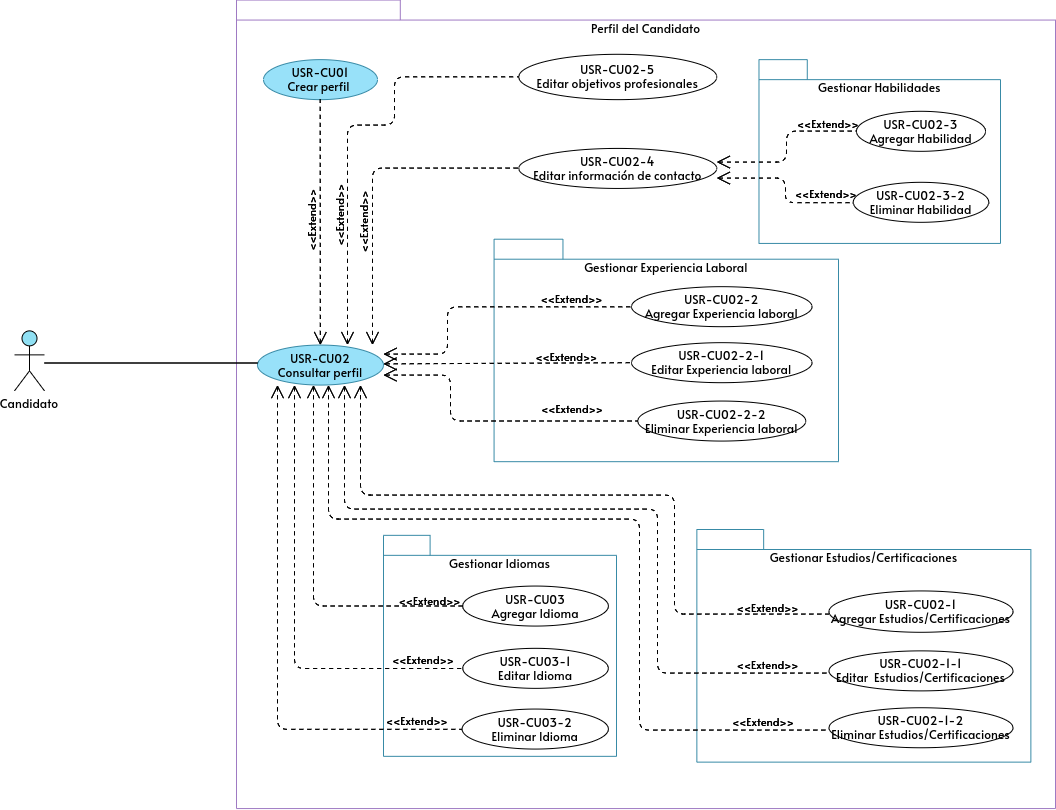 Perfil del Candidato
USR-CU01
Crear perfil
USR-CU02-5
Editar objetivos profesionales
Gestionar Habilidades
<<Extend>>
USR-CU02-3
Agregar Habilidad
USR-CU02-4
Editar información de contacto
<<Extend>>
USR-CU02-3-2
Eliminar Habilidad
<<Extend>>
<<Extend>>
<<Extend>>
Gestionar Experiencia Laboral
<<Extend>>
USR-CU02-2
Agregar Experiencia laboral
<<Extend>>
USR-CU02-2-1
Editar Experiencia laboral
USR-CU02
Consultar perfil
Candidato
<<Extend>>
USR-CU02-2-2
Eliminar Experiencia laboral
Gestionar Idiomas
<<Extend>>
USR-CU03
Agregar Idioma
<<Extend>>
USR-CU03-1
Editar Idioma
<<Extend>>
USR-CU03-2
Eliminar Idioma
Gestionar Estudios/Certificaciones
<<Extend>>
USR-CU02-1
Agregar Estudios/Certificaciones
<<Extend>>
USR-CU02-1-1
Editar Estudios/Certificaciones
<<Extend>>
USR-CU02-1-2
Eliminar Estudios/Certificaciones